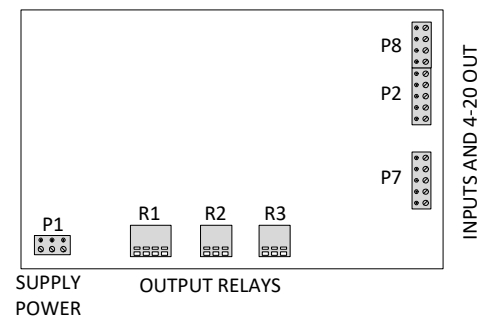 P8
P2
P7
INPUTS AND 4-20 OUT
P1
R1 R2 R3
SUPPLY
POWER
OUTPUT RELAYS